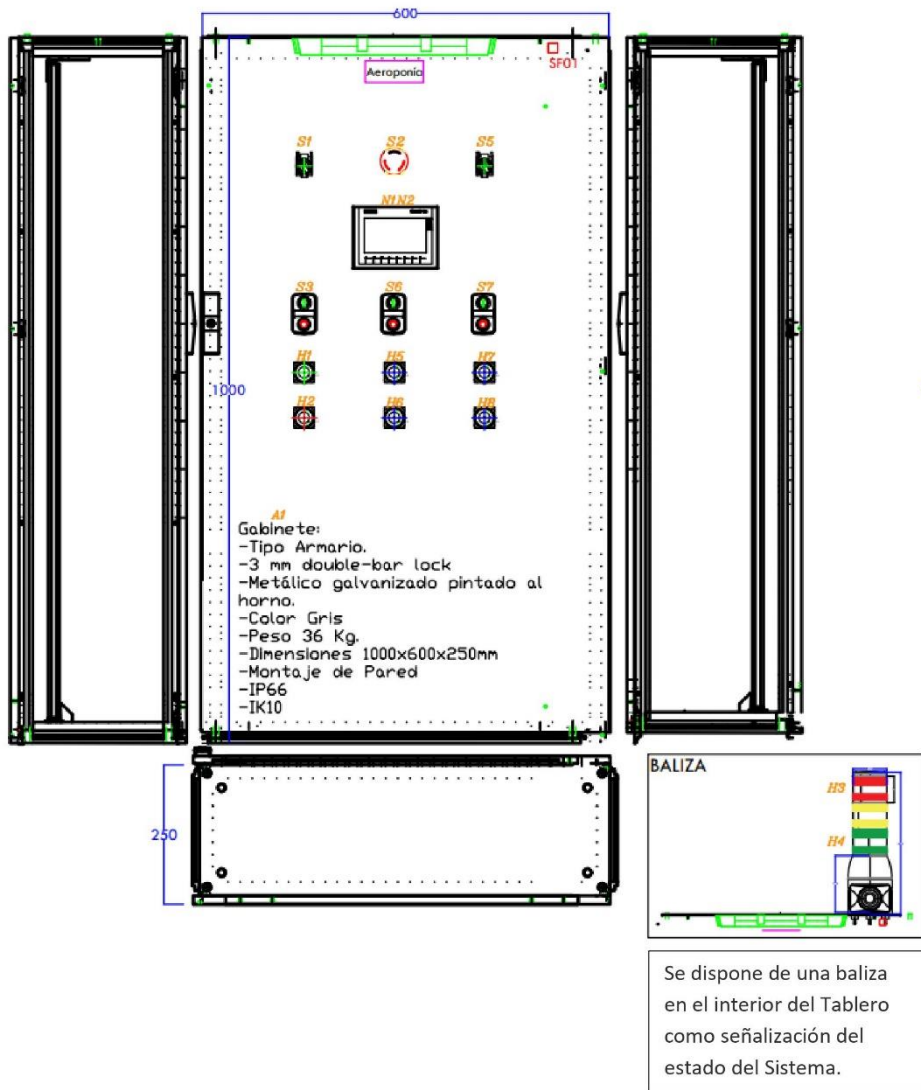 600
SF01
Aeroponía
S1 S2 S5
N1N2
S3 S6 S7
H1 H5 H7
1000
H2 H6 H8
A1
Gabinete:
-Tipo Armario.
-3 mm double-bar lock
-Metálico galvanizado pintado al
horno.
-Color Gris
-Peso 36 Kg.
-Dimensiones 1000x600x250mm
-Montaje de Pared
-IP66
-IK10
250
BALIZA
H3
H4
Se dispone de una baliza
en el interior del Tablero
como señalización del
estado del Sistema.